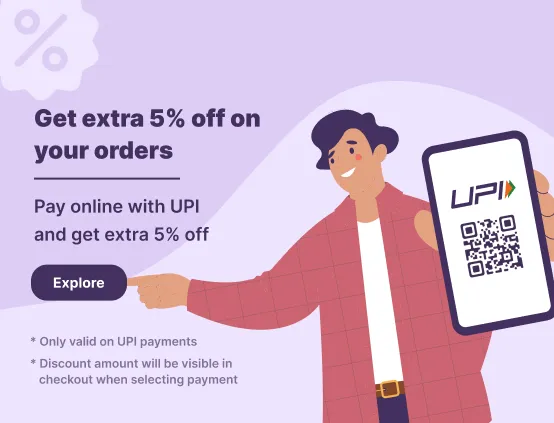 Get extra 5% off on
your orders
Pay online with UPI
and get extra 5% off
Explore
* Only valid on UPI payments
* Discount amount will be visible in
checkout when selecting payment
UPI